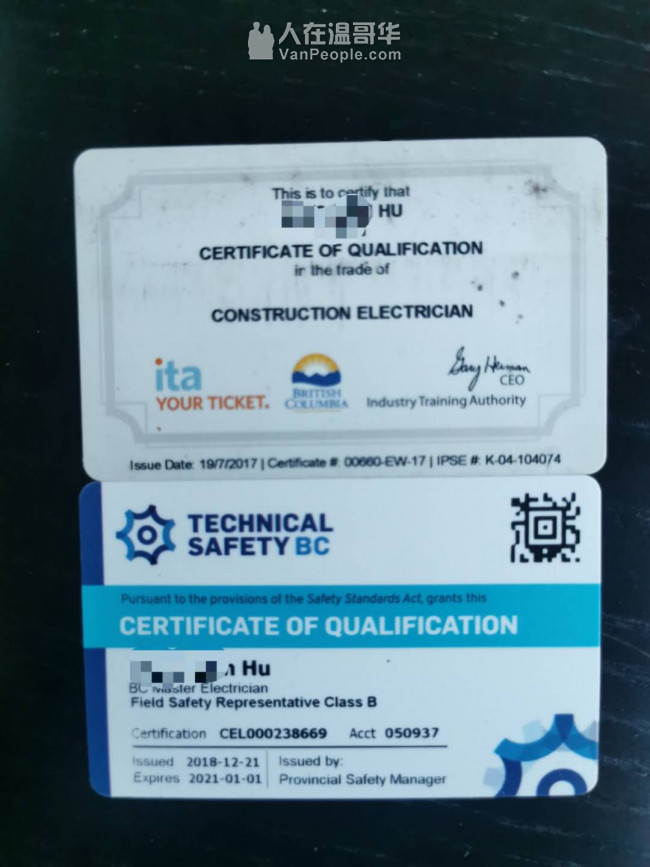 人在温哥华
VanPeople.com
This is to certify that
HU
CERTIFICATE OF QUALIFICATION
in the trade of
CONSTRUCTION ELECTRICIAN
ita
YOUR TICKET.
BRITISH
COLUMBIA
Gary Herman
CEO
Industry Training Authority
Issue Date: 19/7/2017 | Certificate #: 00660-EW-17 | IPSE #: K-04-104074
TECHNICAL
SAFETY BC
Pursuant to the provisions of the Safety Standards Act, grants this
CERTIFICATE OF QUALIFICATION
n Hu
BC Master Electrician
Field Safety Representative Class B
Certification CEL000238669 Acct 050937
Issued 2018-12-21 Issued by:
Expires 2021-01-01 Provincial Safety Manager